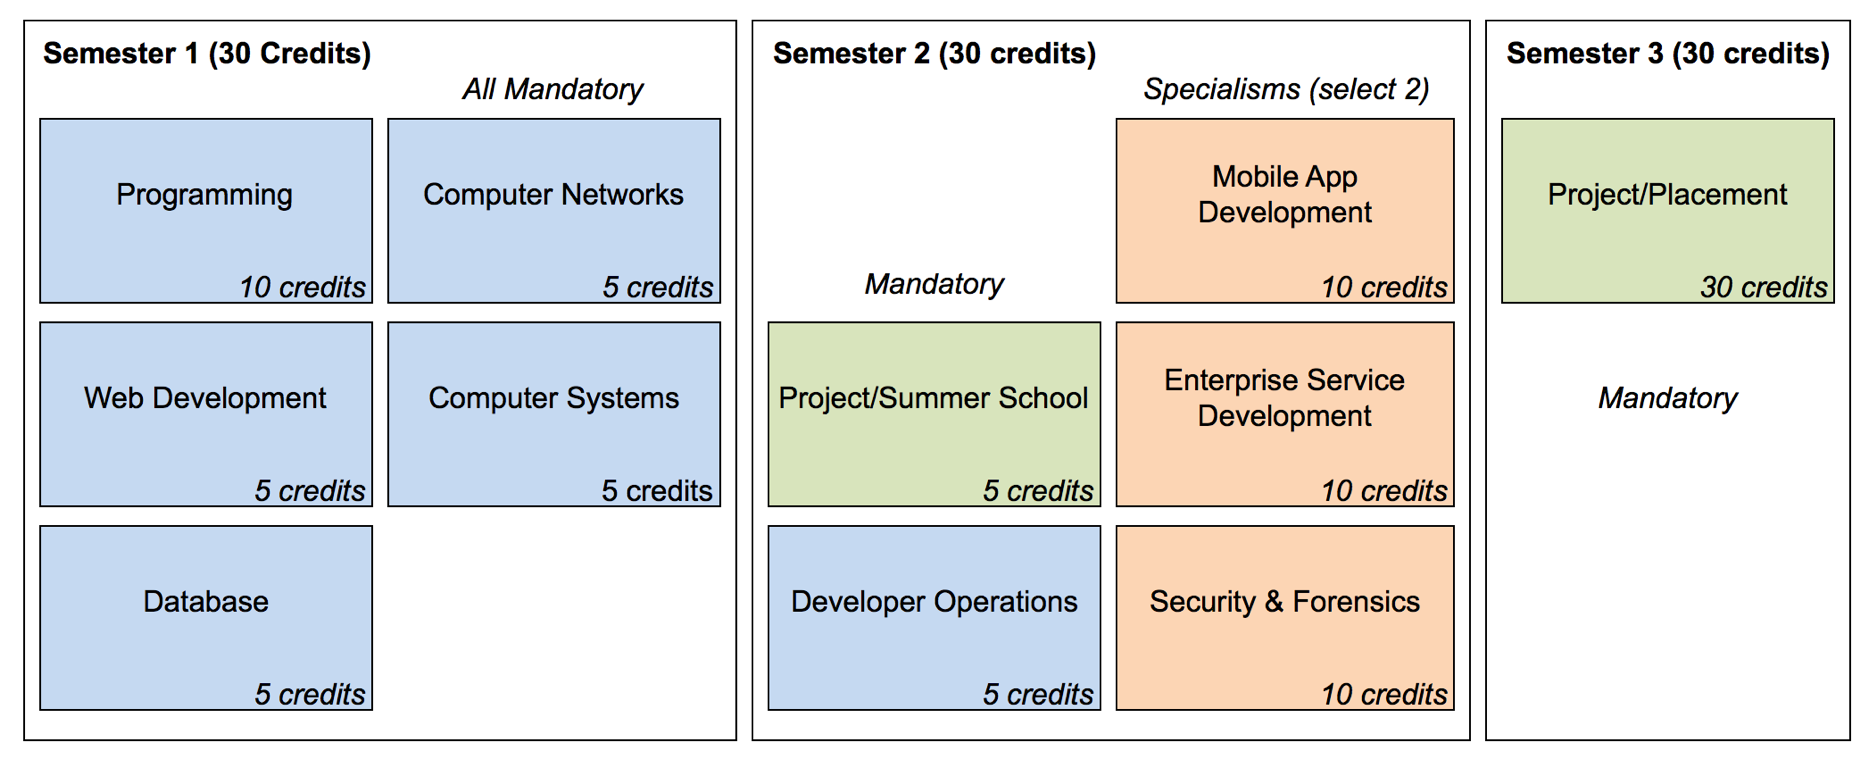 Semester 1 (30 Credits)
All Mandatory
Programming
10 credits
Computer Networks
5 credits
Web Development
5 credits
Computer Systems
5 credits
Database
5 credits
Semester 2 (30 credits)
Specialisms (select 2)
Mandatory
Project/Summer School
5 credits
Developer Operations
5 credits
Mobile App
Development
10 credits
Enterprise Service
Development
10 credits
Security & Forensics
10 credits
Semester 3 (30 credits)
Project/Placement
30 credits
Mandatory